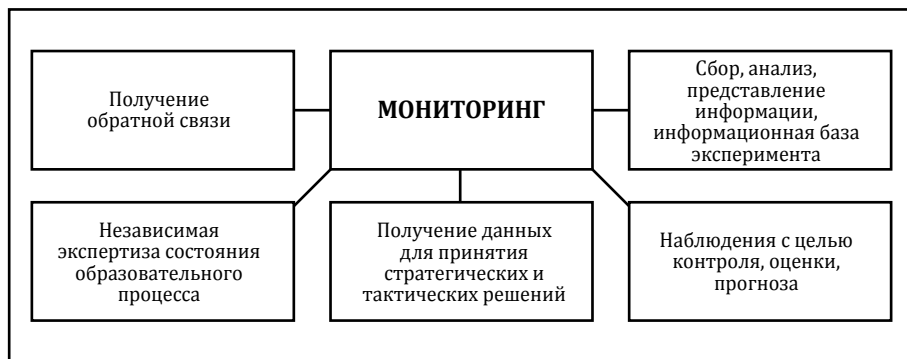 Получение
обратной связи
МОНИТОРИНГ
Сбор, анализ,
представление
информации,
информационная база
эксперимента
Независимая
экспертиза состояния
образовательного
процесса
Получение данных
для принятия
стратегических и
тактических решений
Наблюдения с целью
контроля, оценки,
прогноза